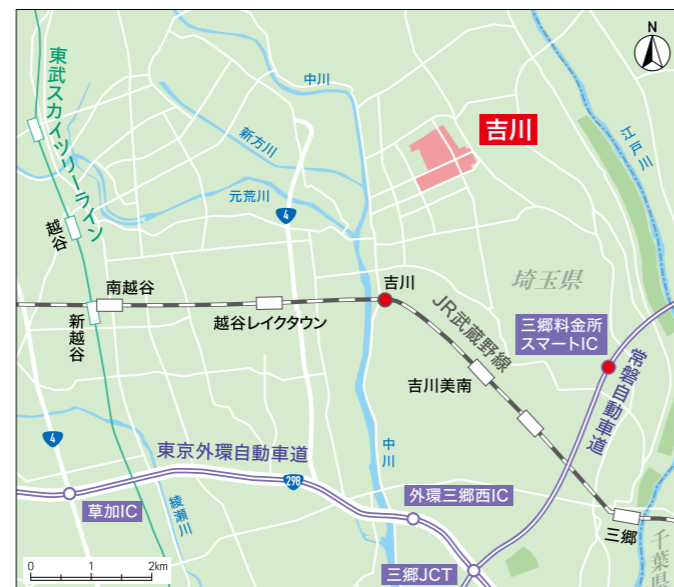 N
中川
東武スカイツリーライン
吉川
新方川
江戸川
元荒川
4
越谷
埼玉県
吉川
南越谷
JR武蔵野線
越谷レイクタウン
新越谷
三郷料金所
スマートIC
常磐自動車道
吉川美南
4
東京外環自動車道
中川
298
綾瀬川
草加IC
外環三郷西IC
三郷
千葉県
三郷JCT
0 1 2km